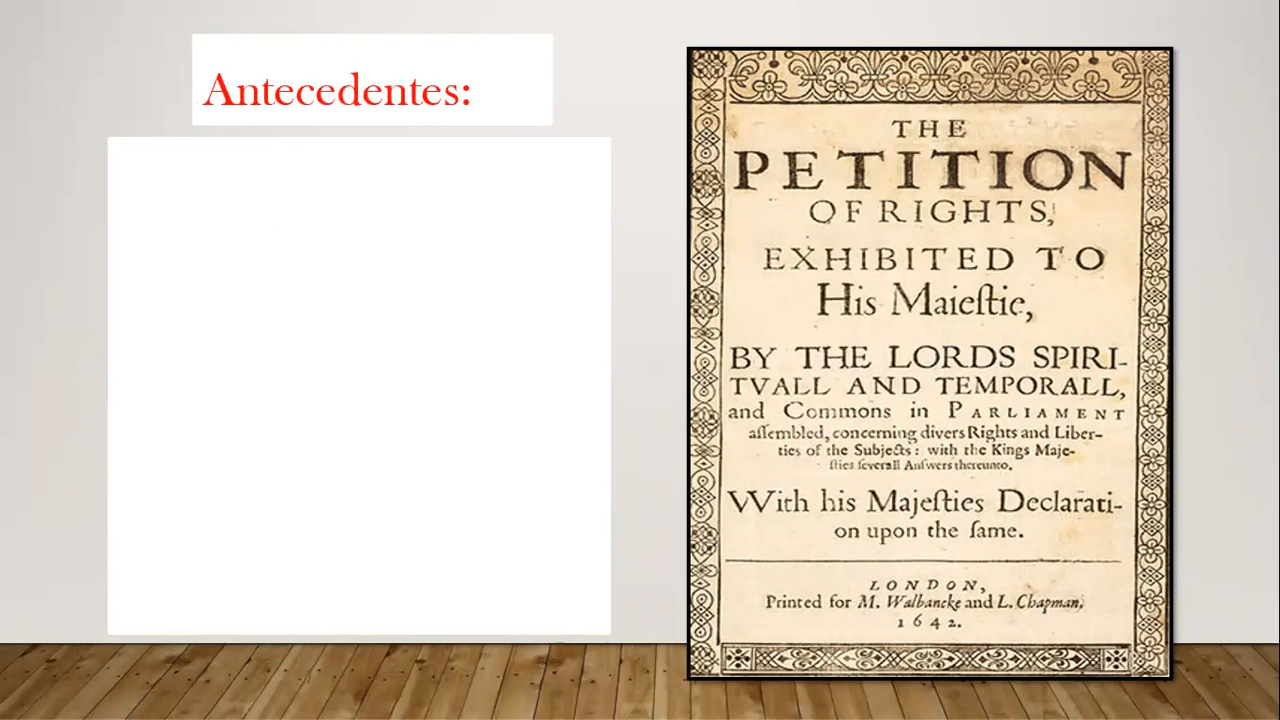 Antecedentes:
THE
PETITION
OF RIGHTS,
EXHIBITED TO
His Maieſtie,
BY THE LORDS SPIRI-
TVALL AND TEMPORALL,
and Commons in PARLIAMENT
aſſembled, concerning divers Rights and Liber-
ties of the Subjects: with the Kings Maje-
ſties ſeverall Anſwers thereunto.
With his Majeſties Declarati-
on upon the ſame.
LONDON,
Printed for M. Walbancke and L. Chapman,
1642.